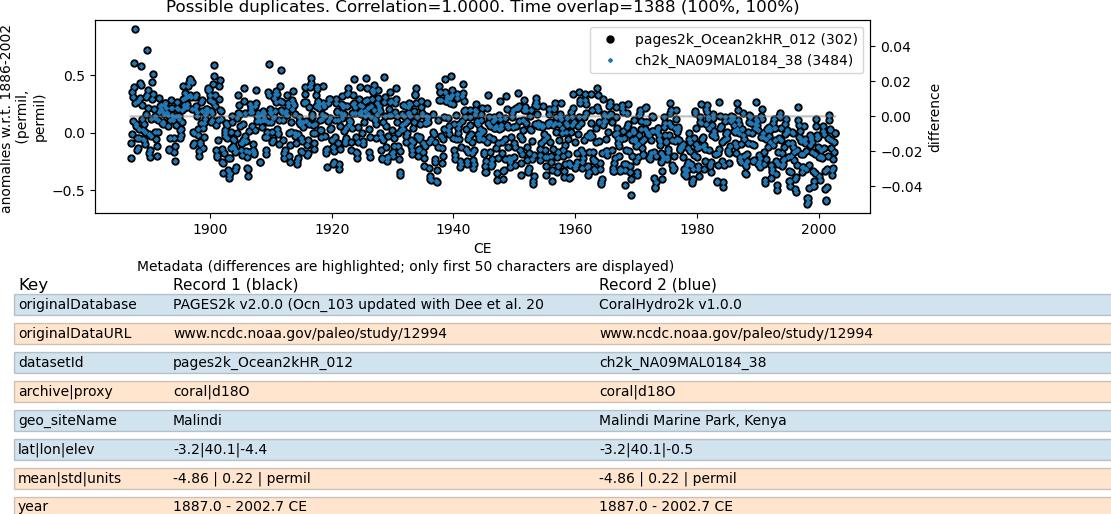 Possible duplicates. Correlation=1.0000. Time overlap=1388 (100%, 100%)
anomalies w.r.t. 1886-2002
(permil,
permil)
0.5
0.0
−0.5
pages2k_Ocean2kHR_012 (302)
ch2k_NA09MAL0184_38 (3484)
0.04
0.02
0.00
−0.02
−0.04
difference
1900 1920 1940 1960 1980 2000
CE
Metadata (differences are highlighted; only first 50 characters are displayed)
Key Record 1 (black) Record 2 (blue)
originalDatabase PAGES2k v2.0.0 (Ocn_103 updated with Dee et al. 20 CoralHydro2k v1.0.0
originalDataURL www.ncdc.noaa.gov/paleo/study/12994 www.ncdc.noaa.gov/paleo/study/12994
datasetId pages2k_Ocean2kHR_012 ch2k_NA09MAL0184_38
archive|proxy coral|d18O coral|d18O
geo_siteName Malindi Malindi Marine Park, Kenya
lat|lon|elev -3.2|40.1|-4.4 -3.2|40.1|-0.5
mean|std|units -4.86 | 0.22 | permil -4.86 | 0.22 | permil
year 1887.0 - 2002.7 CE 1887.0 - 2002.7 CE